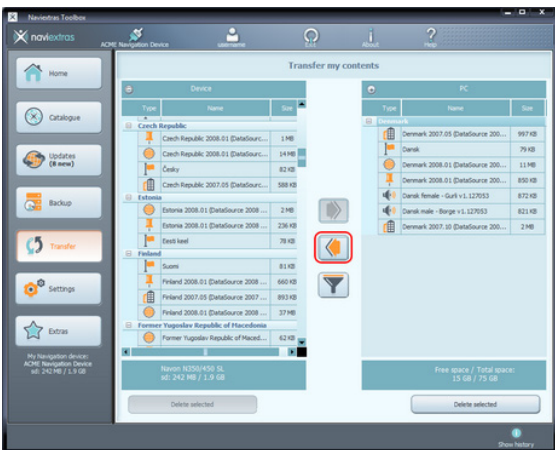 Naviextras Toolbox
naviextras
ACME Navigation Device
username
Exit
About
Help
Transfer my contents
Home
Catalogue
Updates
(8 new)
Backup
Transfer
Settings
Extras
My Navigation device:
ACME Navigation Device
sd: 242 MB / 1.9 GB
Device
Type Name Size
Czech Republic
Czech Republic 2008.01 (DataSourc... 1 MB
Czech Republic 2008.01 (DataSourc... 14 MB
Česky 82 KB
Czech Republic 2007.05 (DataSourc... 588 KB
Estonia
Estonia 2008.01 (DataSource 2008 ... 2 MB
Estonia 2008.01 (DataSource 2008 ... 236 KB
Eesti keel 78 KB
Finland
Suomi 81 KB
Finland 2008.01 (DataSource 2008 ... 660 KB
Finland 2007.05 (DataSource 2007 ... 893 KB
Finland 2008.01 (DataSource 2008 ... 37 MB
Former Yugoslav Republic of Macedonia
Former Yugoslav Republic of Maced... 62 KB
Navon N350/450 SL
sd: 242 MB / 1.9 GB
Delete selected
PC
Type Name Size
Denmark
Denmark 2007.05 (DataSource 200... 997 KB
Dansk 79 KB
Denmark 2008.01 (DataSource 200... 11 MB
Denmark 2008.01 (DataSource 200... 850 KB
Dansk female - Gurli v1.127053 872 KB
Dansk male - Borge v1.127053 821 KB
Denmark 2007.10 (DataSource 200... 2 MB
Free space / Total space:
15 GB / 75 GB
Delete selected
Show history